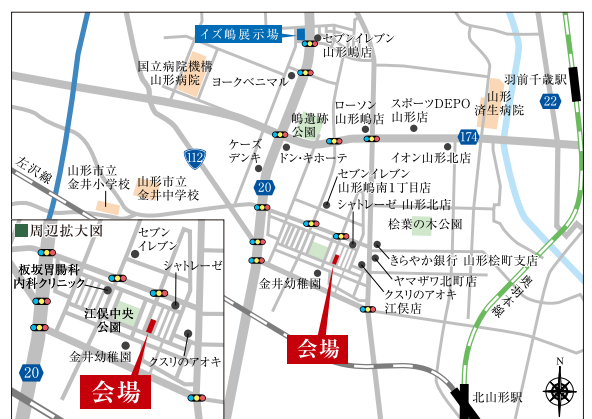 イズ嶋展示場
セブンイレブン
山形嶋店
国立病院機構
山形病院
ヨークベニマル
羽前千歳駅
嶋遺跡
公園
ローソン
山形嶋店
スポーツDEPO
山形店
山形
済生病院
22
174
ケーズ
デンキ
ドン・キホーテ
イオン山形北店
112
左沢線
山形市立
金井小学校
山形市立
金井中学校
20
セブンイレブン
山形嶋南1丁目店
シャトレーゼ 山形北店
桧葉の木公園
きらやか銀行 山形桧町支店
ヤマザワ北町店
クスリのアオキ
江俣店
金井幼稚園
会場
奥羽本線
北山形駅
N
周辺拡大図
セブン
イレブン
シャトレーゼ
板坂胃腸科
内科クリニック
江俣中央
公園
金井幼稚園
クスリのアオキ
20
会場